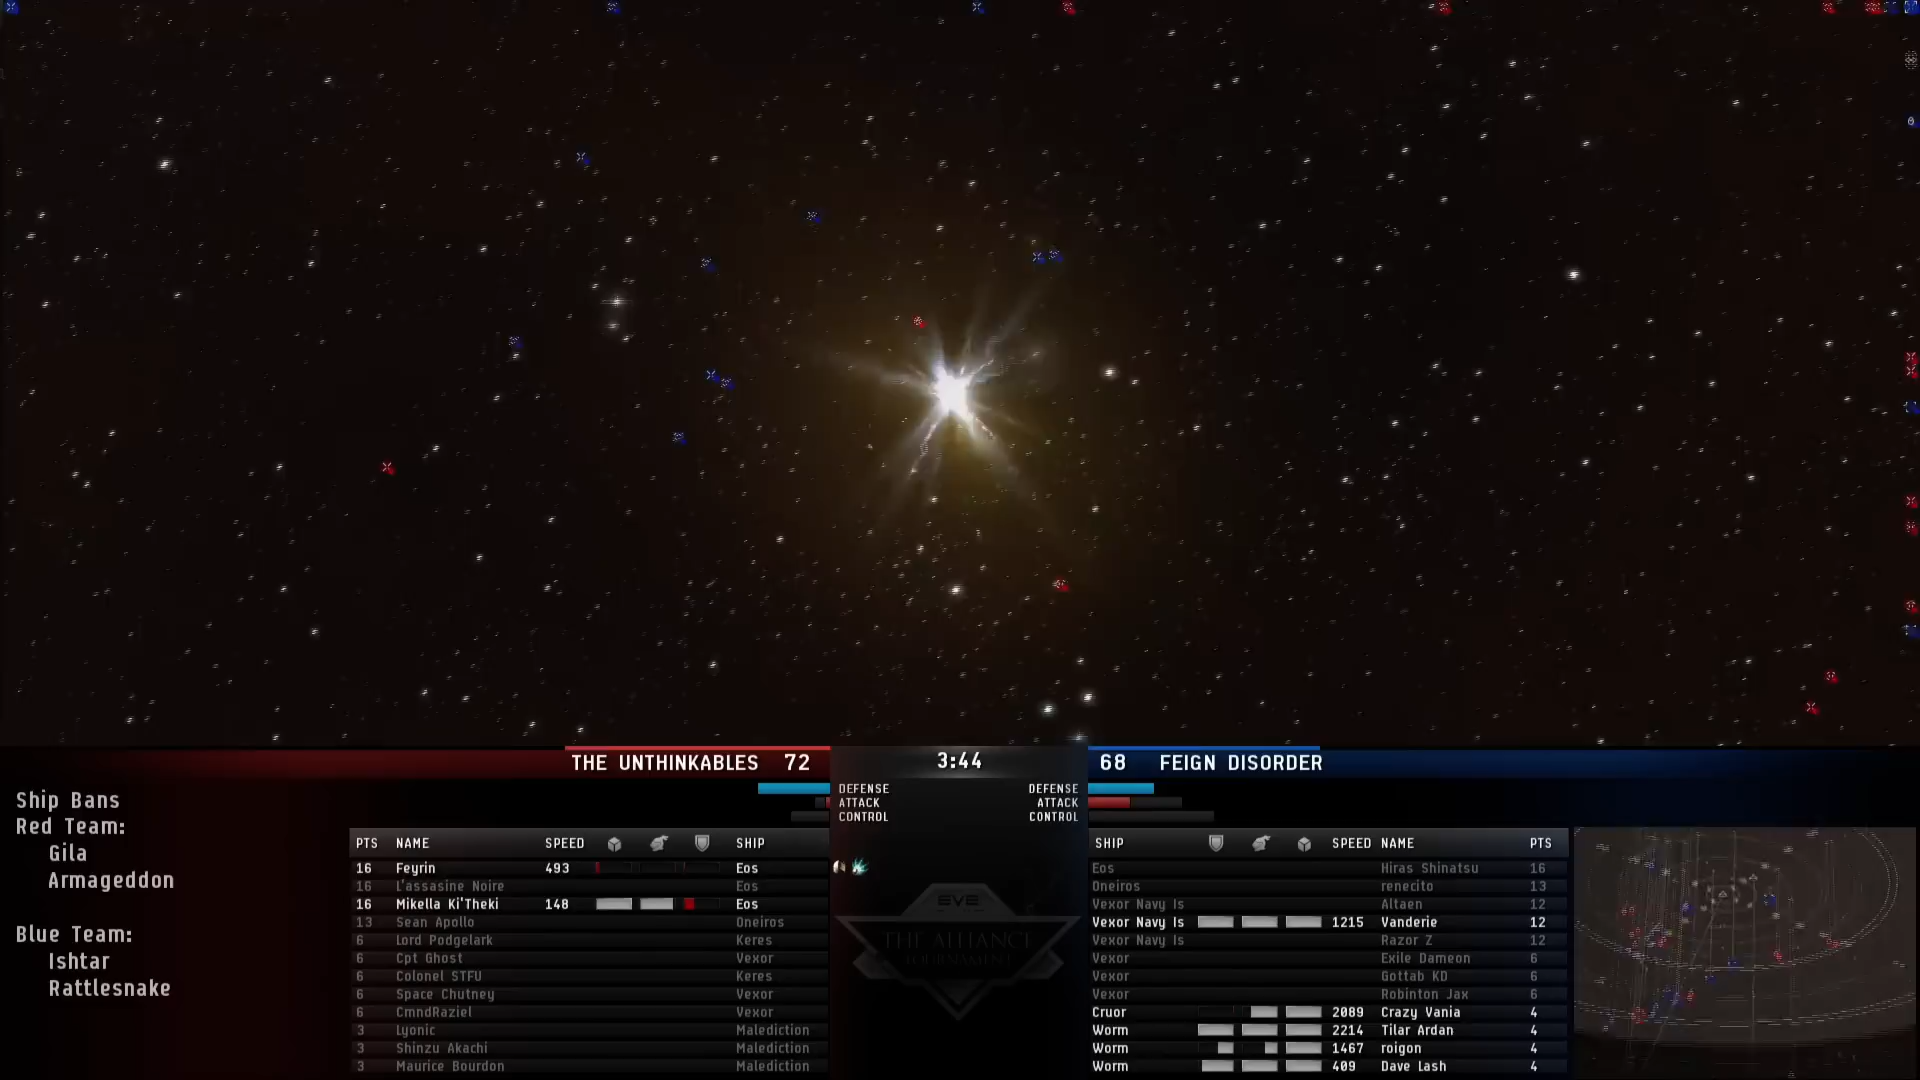 THE UNTHINKABLES 72 3:44 68 FEIGN DISORDER
DEFENSE DEFENSE
ATTACK ATTACK
CONTROL CONTROL
Ship Bans
Red Team:
Gila
Armageddon
Blue Team:
Ishtar
Rattlesnake
PTS NAME SPEED SHIP
16 Feyrin 493 Eos
16 L'assasine Noire Eos
16 Mikella Ki'Theki 148 Eos
13 Sean Apollo Oneiros
6 Lord Podgelark Keres
6 Cpt Ghost Vexor
6 Colonel STFU Keres
6 Space Chutney Vexor
6 CmndRaziel Vexor
3 Lyonic Malediction
3 Shinzu Akachi Malediction
3 Maurice Bourdon Malediction
EVE
THE ALLIANCE
TOURNAMENT
SHIP SPEED NAME PTS
Eos Hiras Shinatsu 16
Oneiros renecito 13
Vexor Navy Is Altaen 12
Vexor Navy Is 1215 Vanderie 12
Vexor Navy Is Razor Z 12
Vexor Exile Dameon 6
Vexor Gottab KD 6
Vexor Robinton Jax 6
Cruor 2089 Crazy Vania 4
Worm 2214 Tilar Ardan 4
Worm 1467 roigon 4
Worm 409 Dave Lash 4